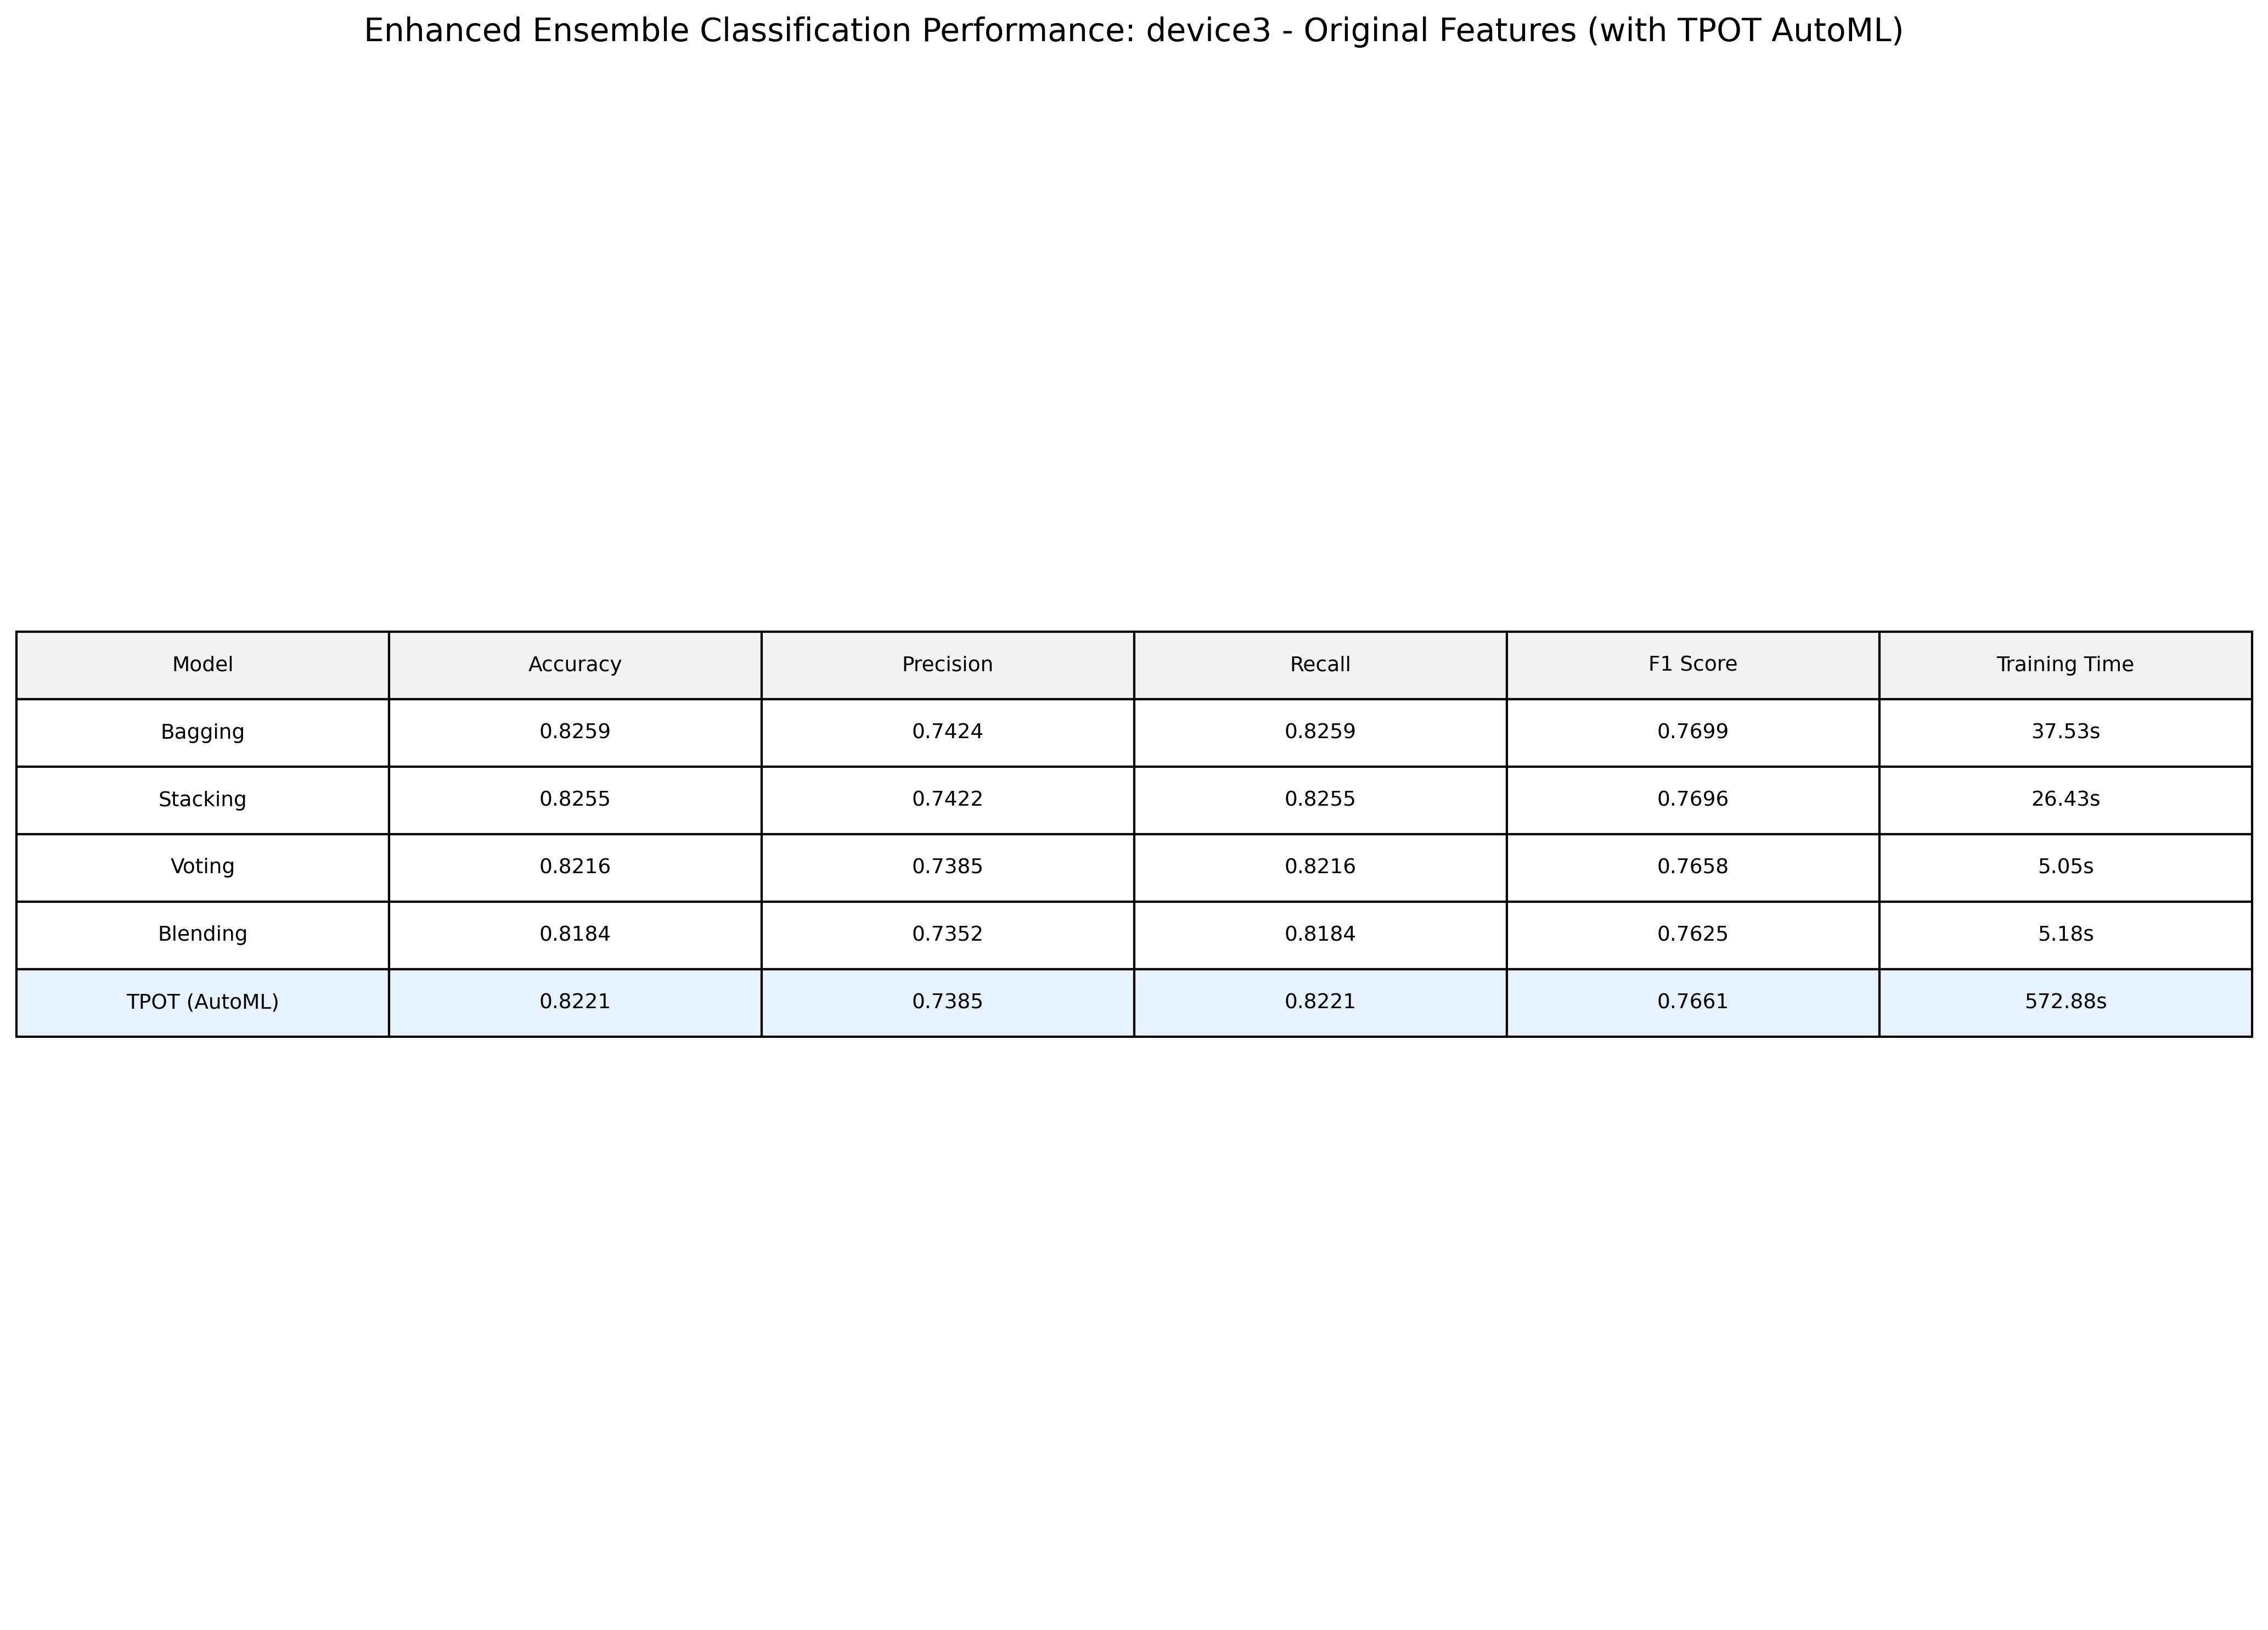 Enhanced Ensemble Classification Performance: device3 - Original Features (with TPOT AutoML)
Model Accuracy Precision Recall F1 Score Training Time
Bagging 0.8259 0.7424 0.8259 0.7699 37.53s
Stacking 0.8255 0.7422 0.8255 0.7696 26.43s
Voting 0.8216 0.7385 0.8216 0.7658 5.05s
Blending 0.8184 0.7352 0.8184 0.7625 5.18s
TPOT (AutoML) 0.8221 0.7385 0.8221 0.7661 572.88s